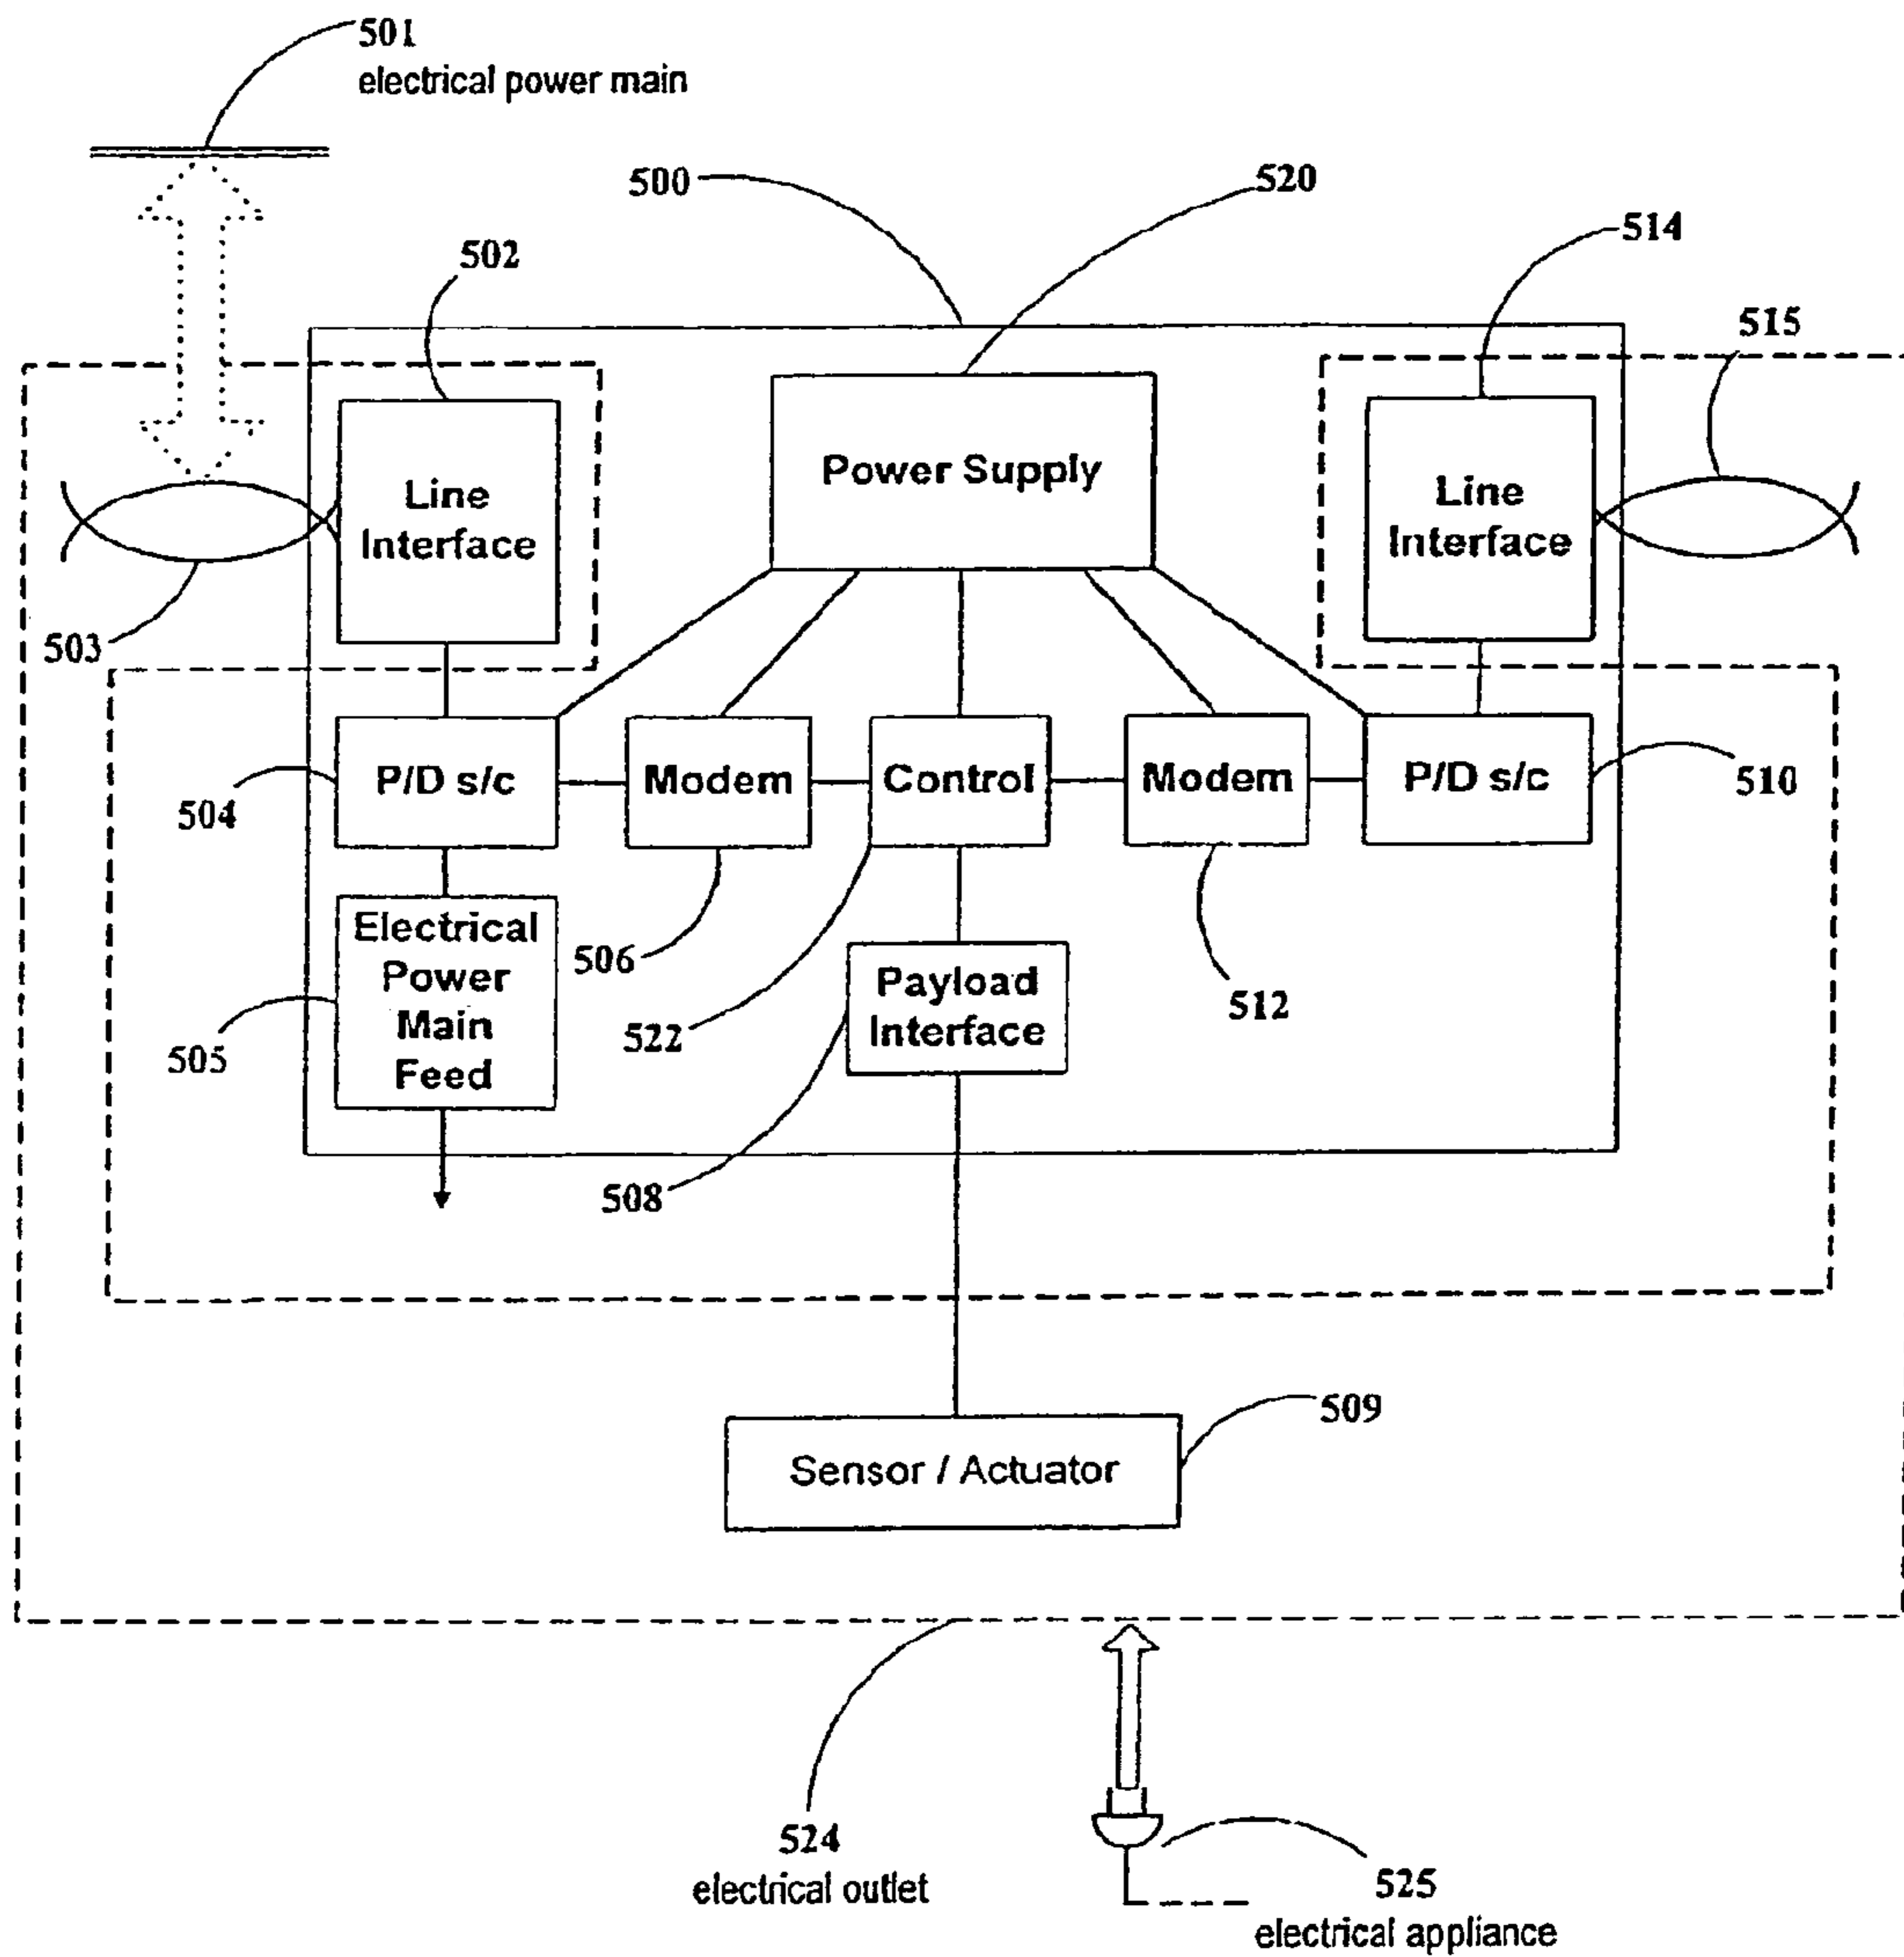 501
electrical power main
500
520
514
502
515
Line
Interface
Power Supply
Line
Interface
503
P/D s/c
Modem
Control
Modem
P/D s/c
504
510
Electrical
Power
Main
Feed
506
Payload
Interface
512
522
505
508
509
Sensor / Actuator
524
electrical outlet
525
electrical appliance